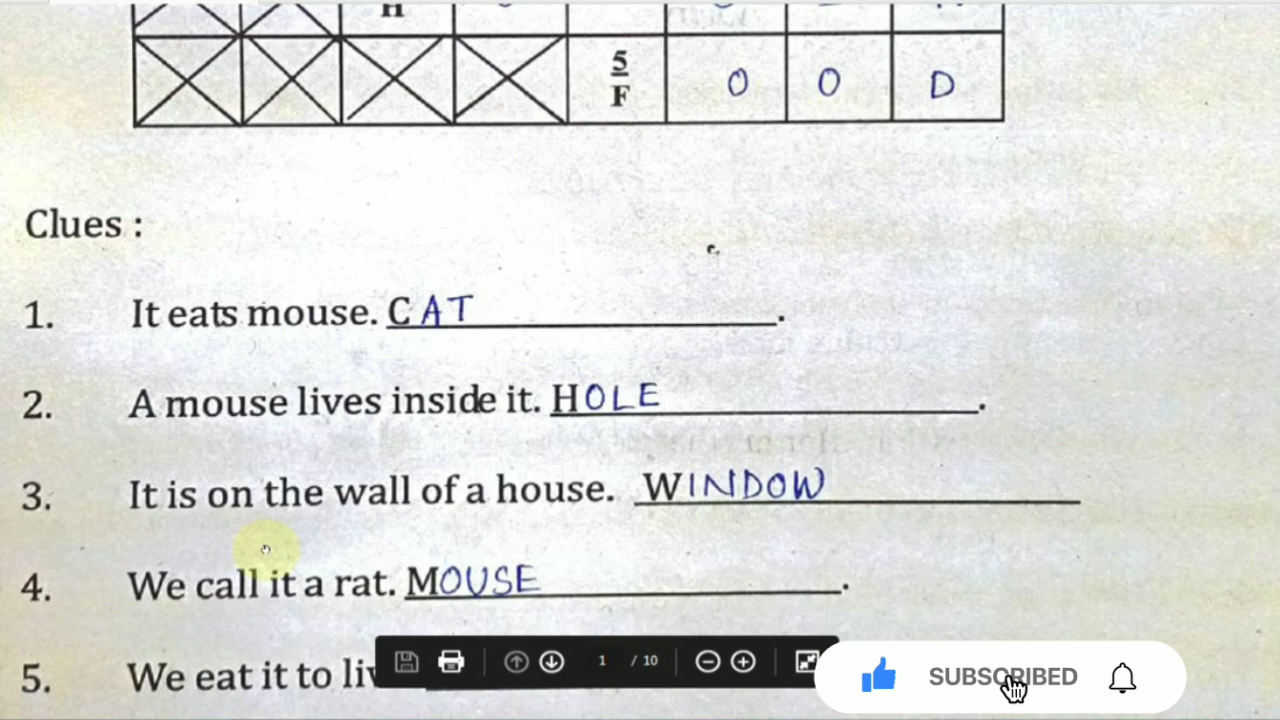 H
5
F O O D
Clues :
1. It eats mouse. CAT.
2. A mouse lives inside it. HOLE.
3. It is on the wall of a house. WINDOW
4. We call it a rat. MOUSE.
5. We eat it to
1 / 10
SUBSCRIBED